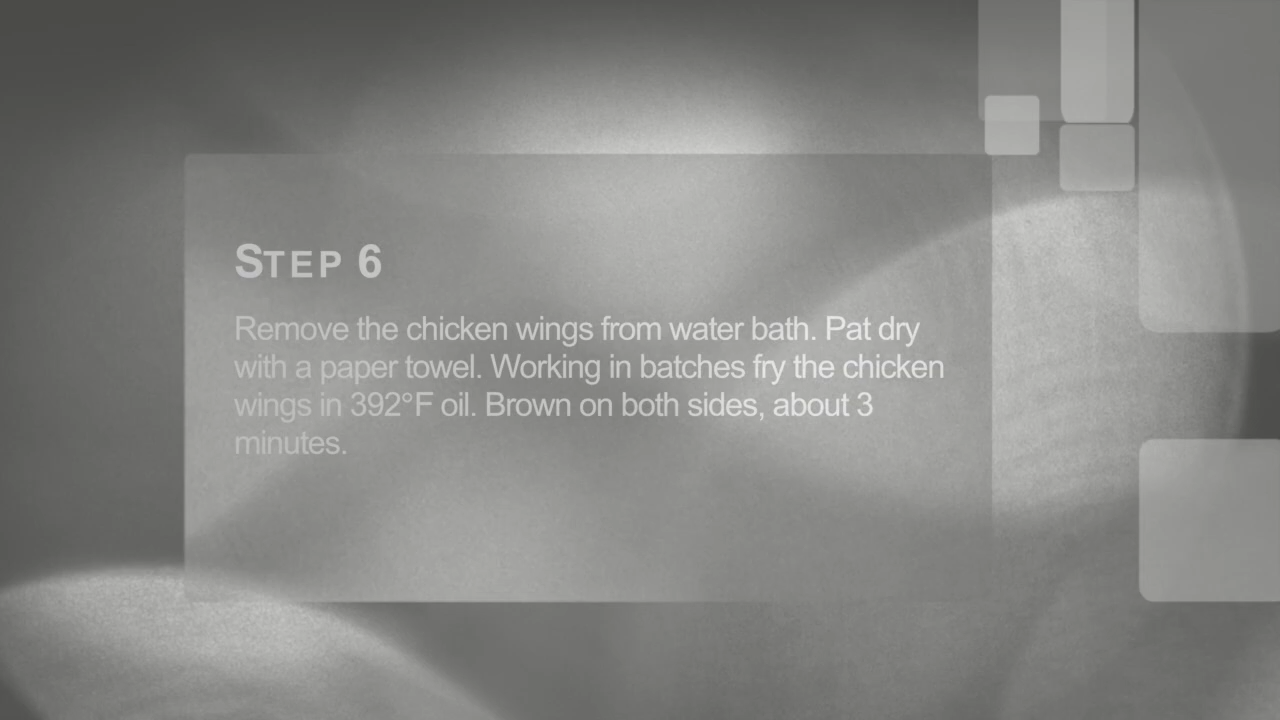 STEP 6
Remove the chicken wings from water bath. Pat dry
with a paper towel. Working in batches fry the chicken
wings in 392°F oil. Brown on both sides, about 3
minutes.